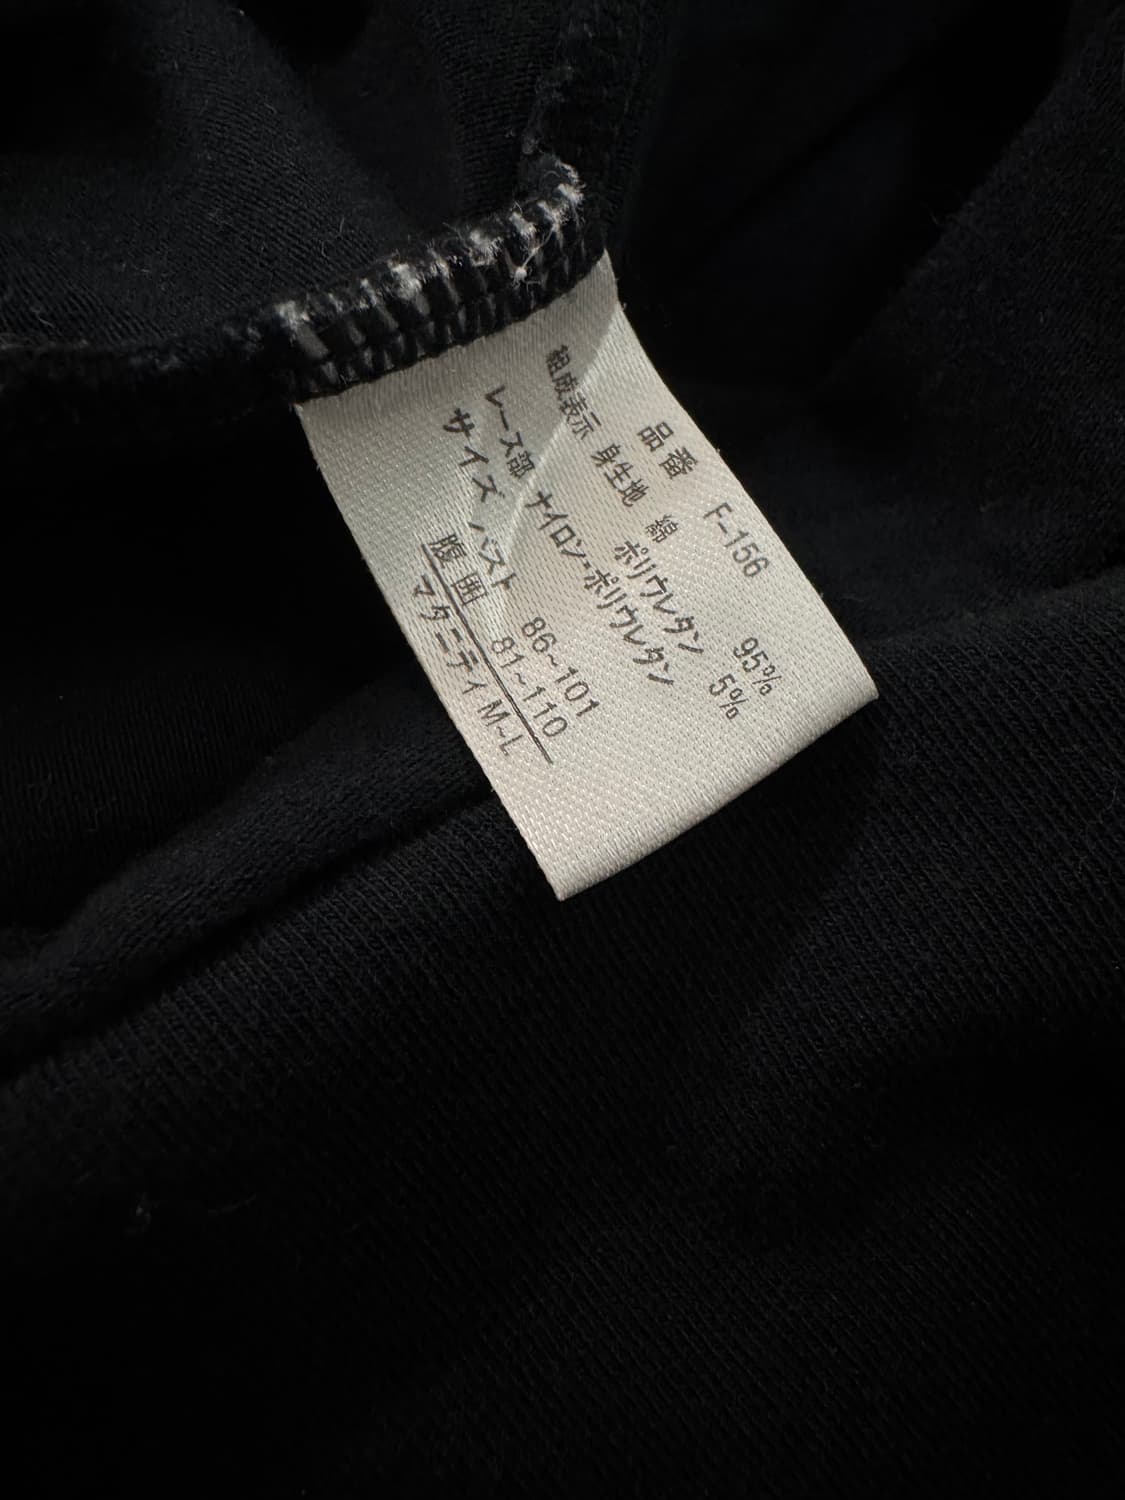 品番 F-156
組成表示 身生地 綿 95%
ポリウレタン 5%
レース部 ナイロン・ポリウレタン
サイズ バスト 86~101
腹囲 81~110
マタニティ M~L